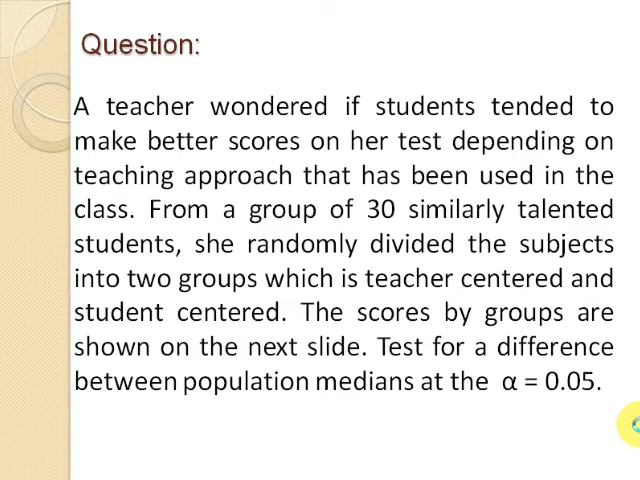 Question:
A teacher wondered if students tended to
make better scores on her test depending on
teaching approach that has been used in the
class. From a group of 30 similarly talented
students, she randomly divided the subjects
into two groups which is teacher centered and
student centered. The scores by groups are
shown on the next slide. Test for a difference
between population medians at the α = 0.05.